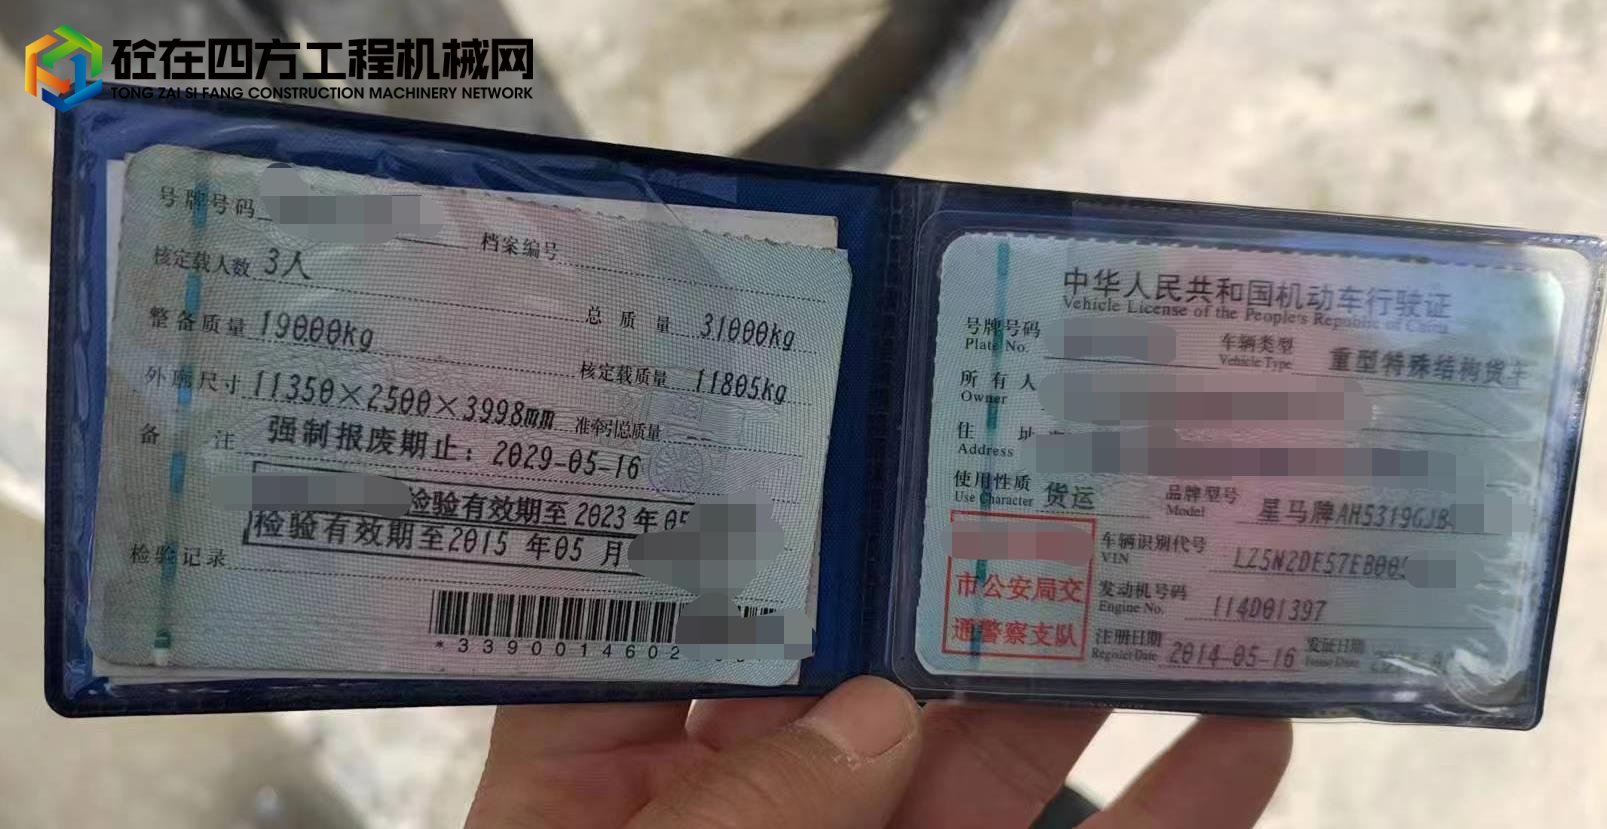 砼在四方工程机械网
TONG ZAI SI FANG CONSTRUCTION MACHINERY NETWORK
号牌号码
档案编号
核定载人数 3人
总质量 31000kg
整备质量 19000kg
核定载质量 11805kg
外廓尺寸 11350×2500×3998mm
准牵引总质量
备注 强制报废期止：2029-05-16
检验有效期至2023年05
检验有效期至2015年05月
检验记录
*3390014602
中华人民共和国机动车行驶证
Vehicle License of the People's Republic of China
号牌号码
Plate No.
车辆类型
Vehicle Type
重型特殊结构货车
所有人
Owner
住址
Address
使用性质
Use Character
货运
品牌型号
Model
星马牌AH5319GJB
市公安局交
通警察支队
车辆识别代号
VIN
LZ5N2DE57EB00
发动机号码
Engine No.
114D01397
注册日期
Register Date
2014-05-16
发证日期
Issue Date